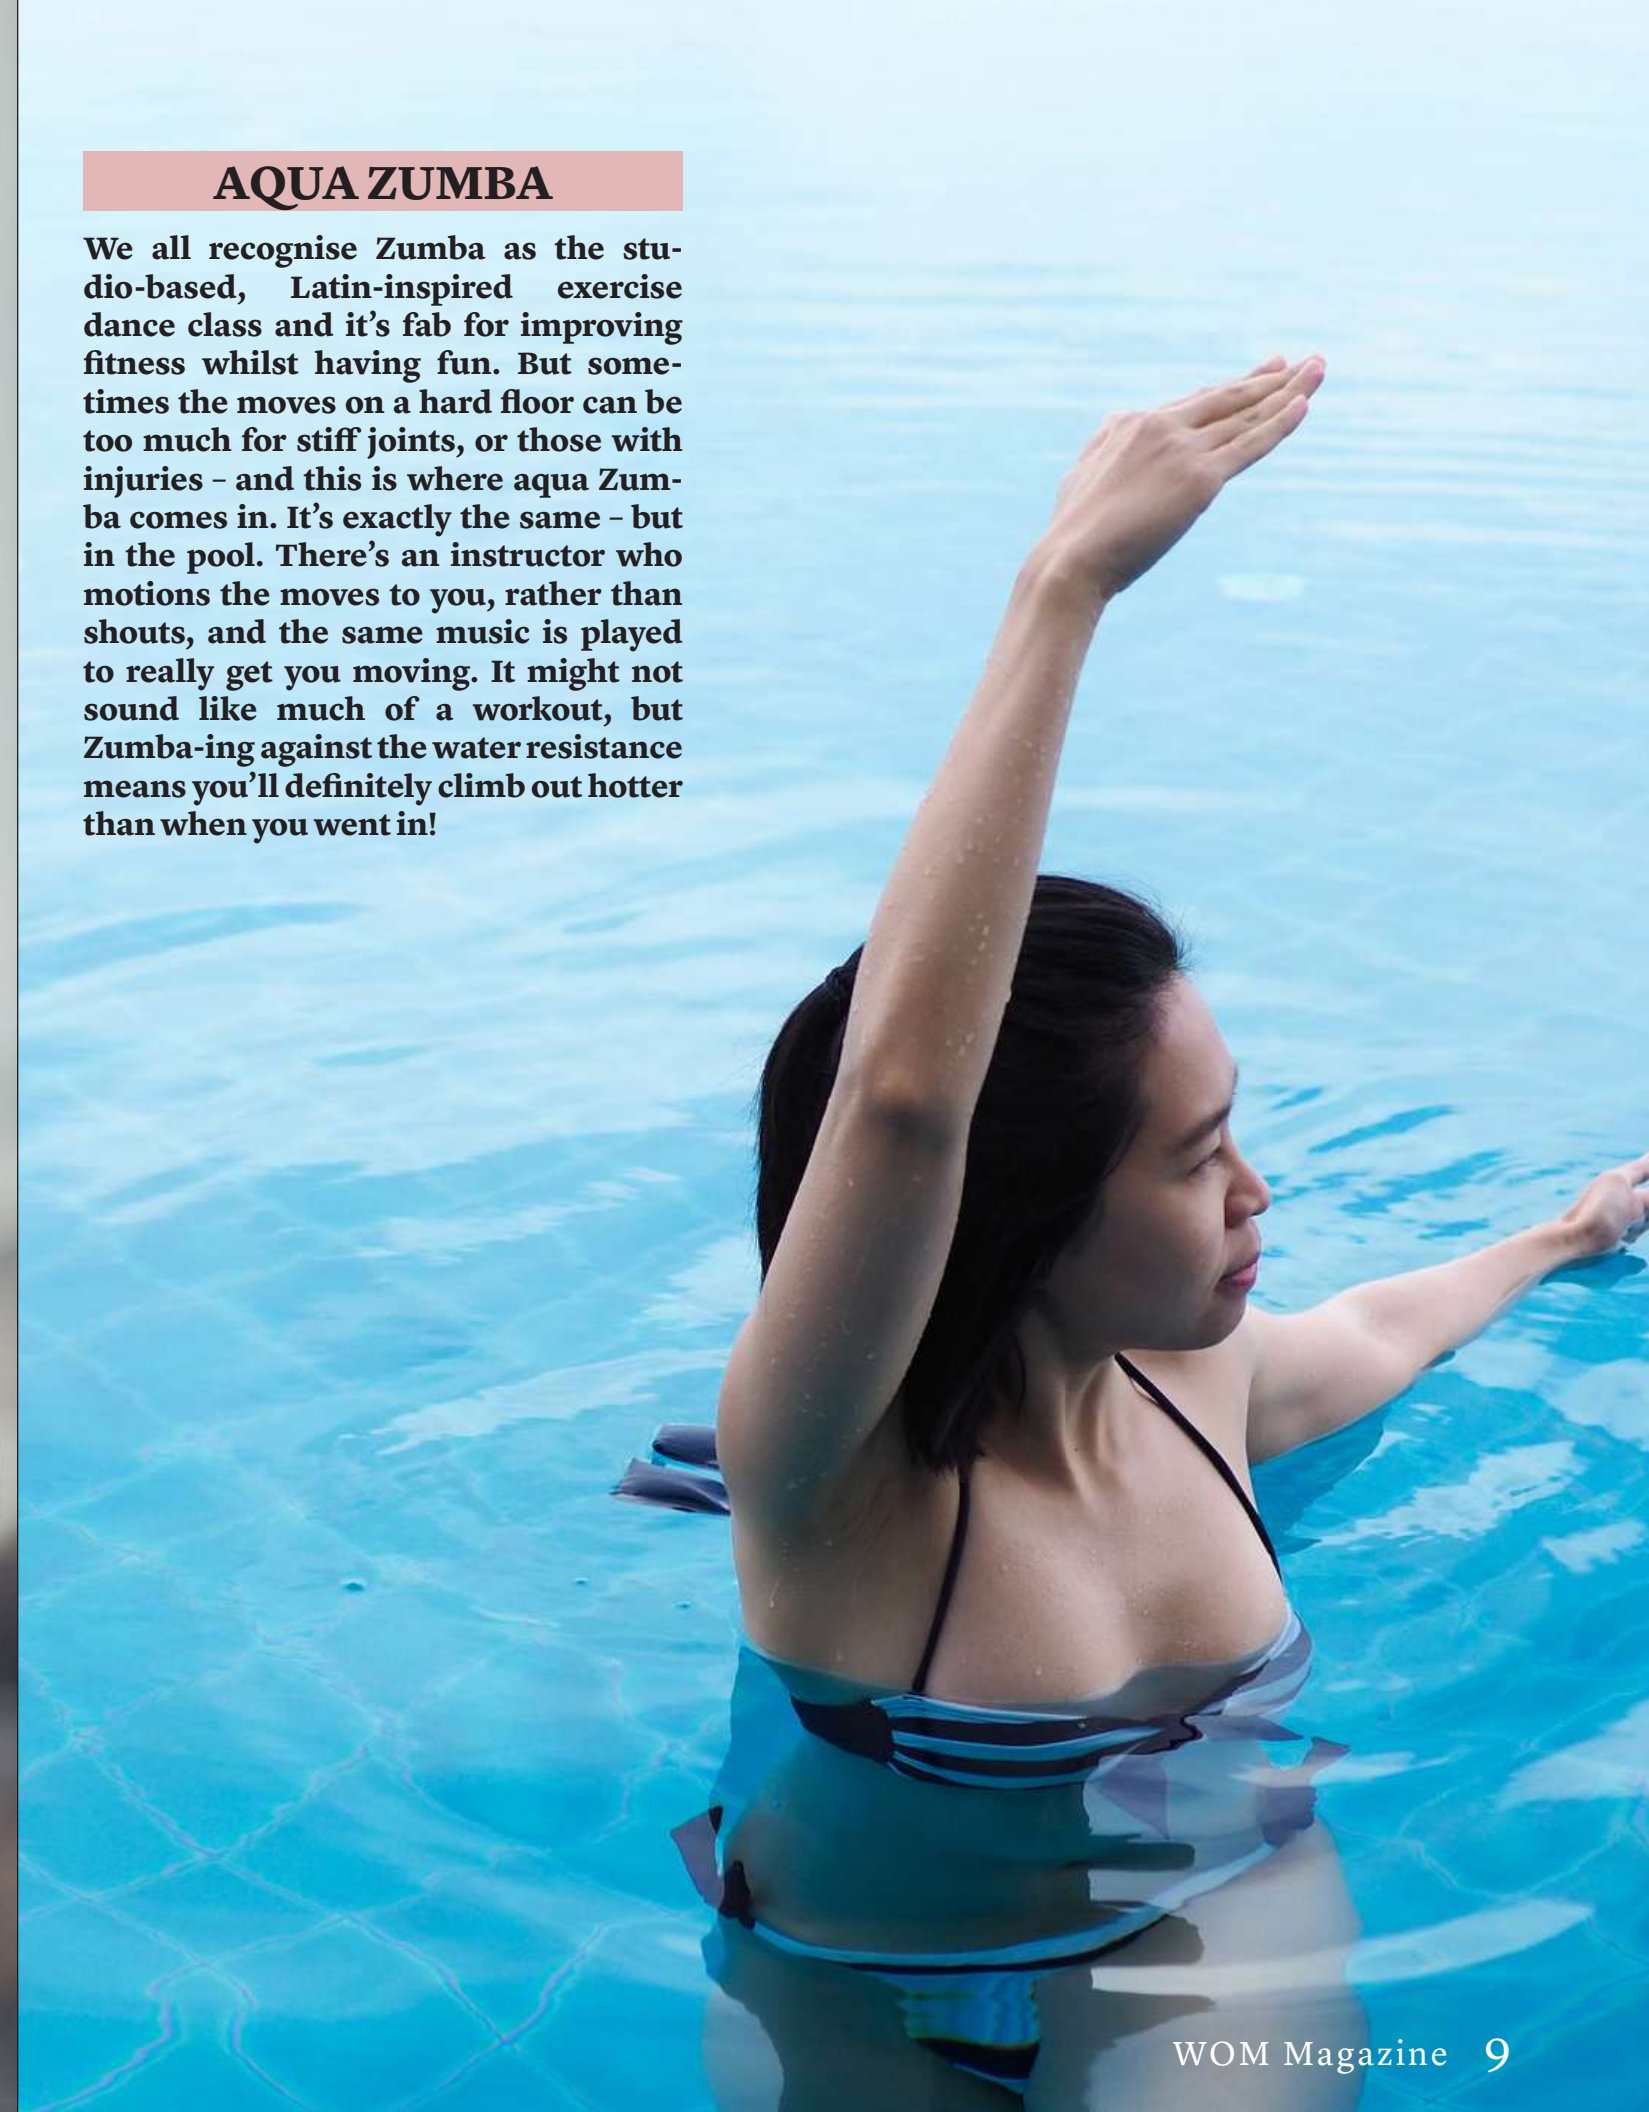 AQUA ZUMBA
We all recognise Zumba as the stu-
dio-based, Latin-inspired exercise
dance class and it’s fab for improving
fitness whilst having fun. But some-
times the moves on a hard floor can be
too much for stiff joints, or those with
injuries – and this is where aqua Zum-
ba comes in. It’s exactly the same – but
in the pool. There’s an instructor who
motions the moves to you, rather than
shouts, and the same music is played
to really get you moving. It might not
sound like much of a workout, but
Zumba-ing against the water resistance
means you’ll definitely climb out hotter
than when you went in!
WOM Magazine 9